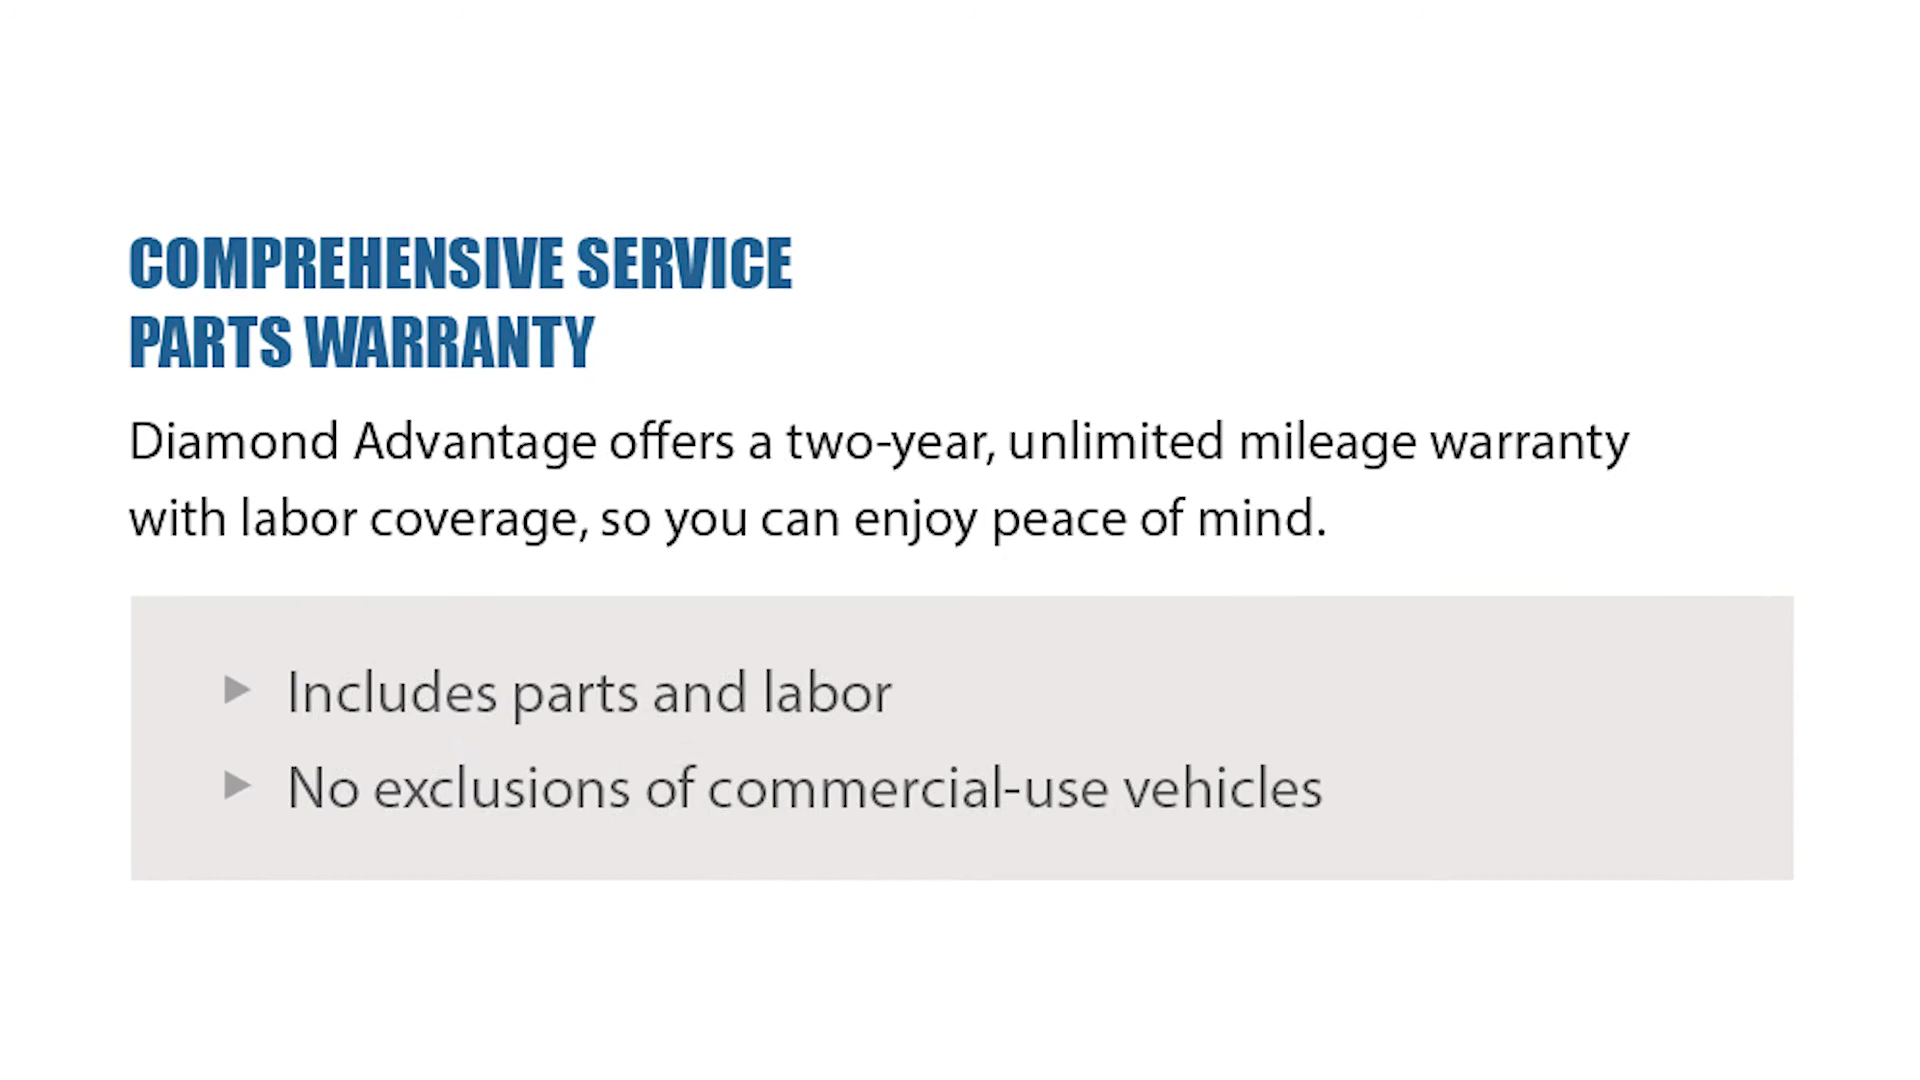 COMPREHENSIVE SERVICE
PARTS WARRANTY
Diamond Advantage offers a two-year, unlimited mileage warranty
with labor coverage, so you can enjoy peace of mind.
Includes parts and labor
No exclusions of commercial-use vehicles